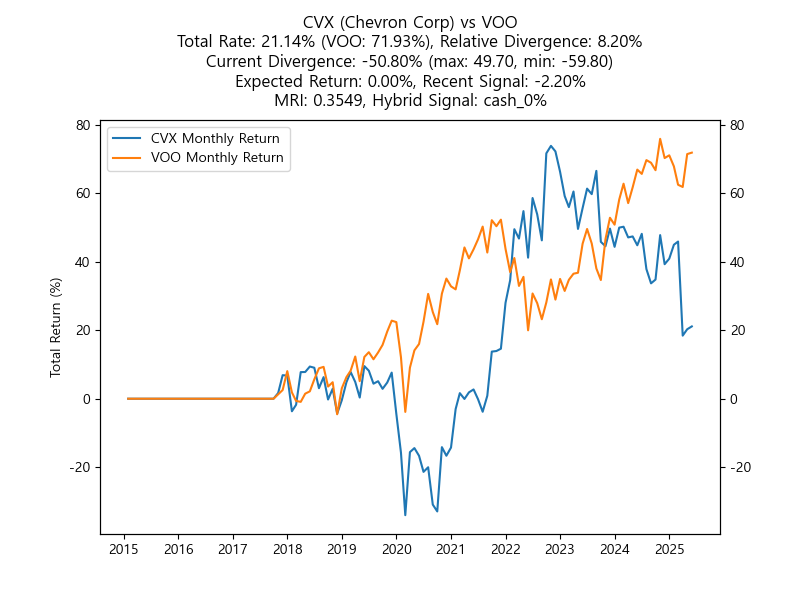 CVX (Chevron Corp) vs VOO
Total Rate: 21.14% (VOO: 71.93%), Relative Divergence: 8.20%
Current Divergence: -50.80% (max: 49.70, min: -59.80)
Expected Return: 0.00%, Recent Signal: -2.20%
MRI: 0.3549, Hybrid Signal: cash_0%
CVX Monthly Return
VOO Monthly Return
Total Return (%)
80
60
40
20
0
-20
80
60
40
20
0
-20
2015 2016 2017 2018 2019 2020 2021 2022 2023 2024 2025